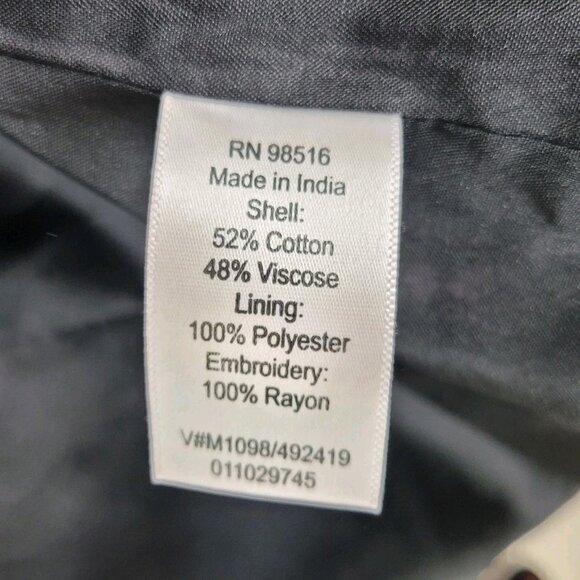 RN 98516
Made in India
Shell:
52% Cotton
48% Viscose
Lining:
100% Polyester
Embroidery:
100% Rayon
V#M1098/492419
011029745